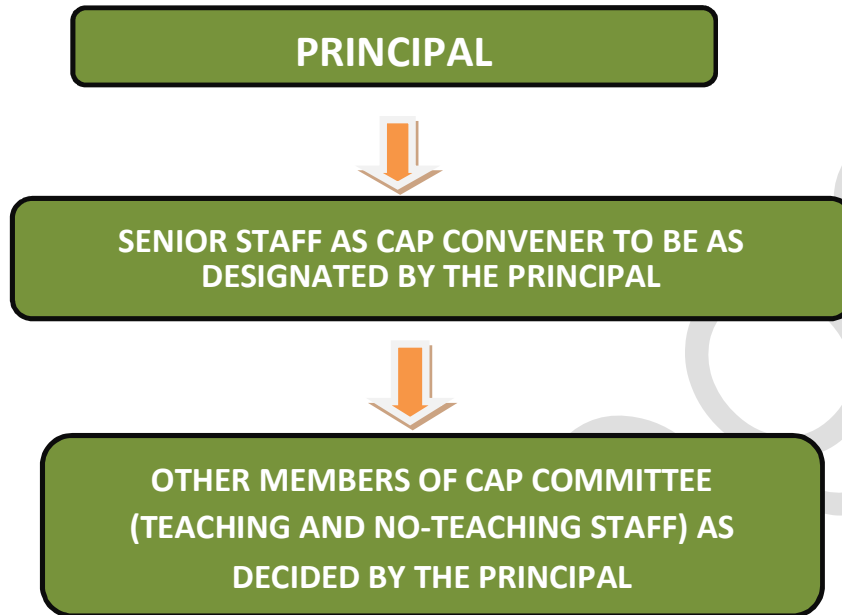 PRINCIPAL
SENIOR STAFF AS CAP CONVENER TO BE AS
DESIGNATED BY THE PRINCIPAL
OTHER MEMBERS OF CAP COMMITTEE
(TEACHING AND NO-TEACHING STAFF) AS
DECIDED BY THE PRINCIPAL